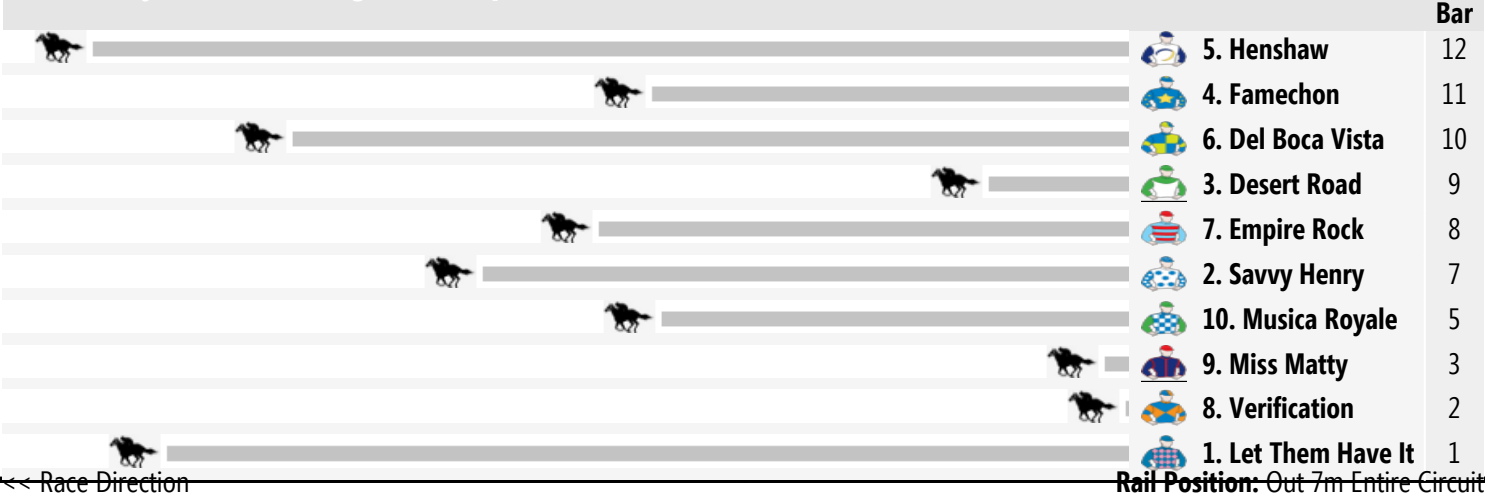 Bar
5. Henshaw 12
4. Famechon 11
6. Del Boca Vista 10
3. Desert Road 9
7. Empire Rock 8
2. Savvy Henry 7
10. Musica Royale 5
9. Miss Matty 3
8. Verification 2
1. Let Them Have It 1
<< Race Direction Rail Position: Out 7m Entire Circuit